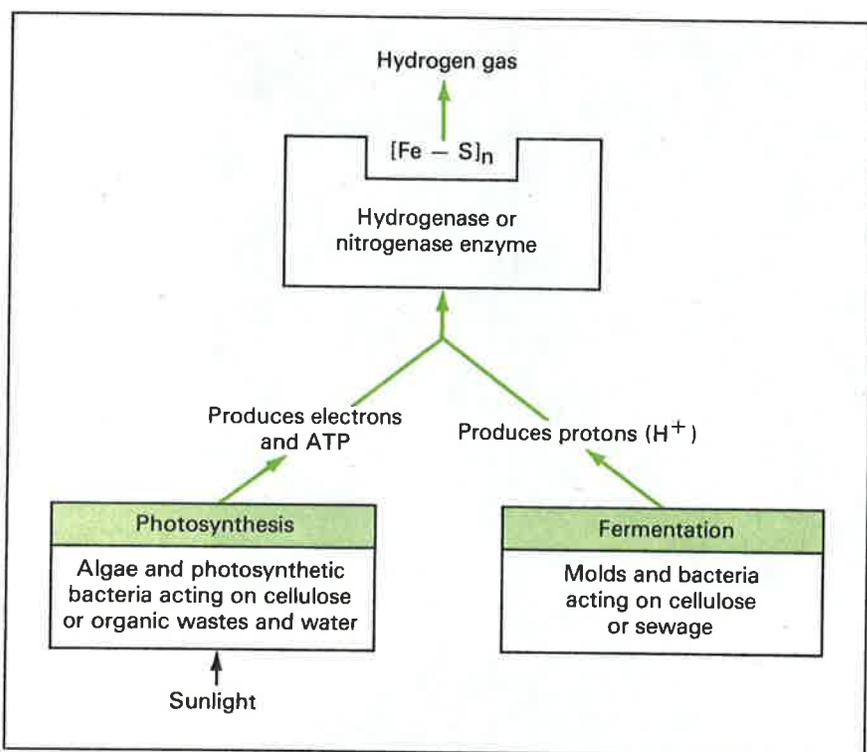 Hydrogen gas
[Fe – S]n
Hydrogenase or
nitrogenase enzyme
Produces electrons
and ATP
Produces protons (H+)
Photosynthesis
Algae and photosynthetic
bacteria acting on cellulose
or organic wastes and water
Sunlight
Fermentation
Molds and bacteria
acting on cellulose
or sewage